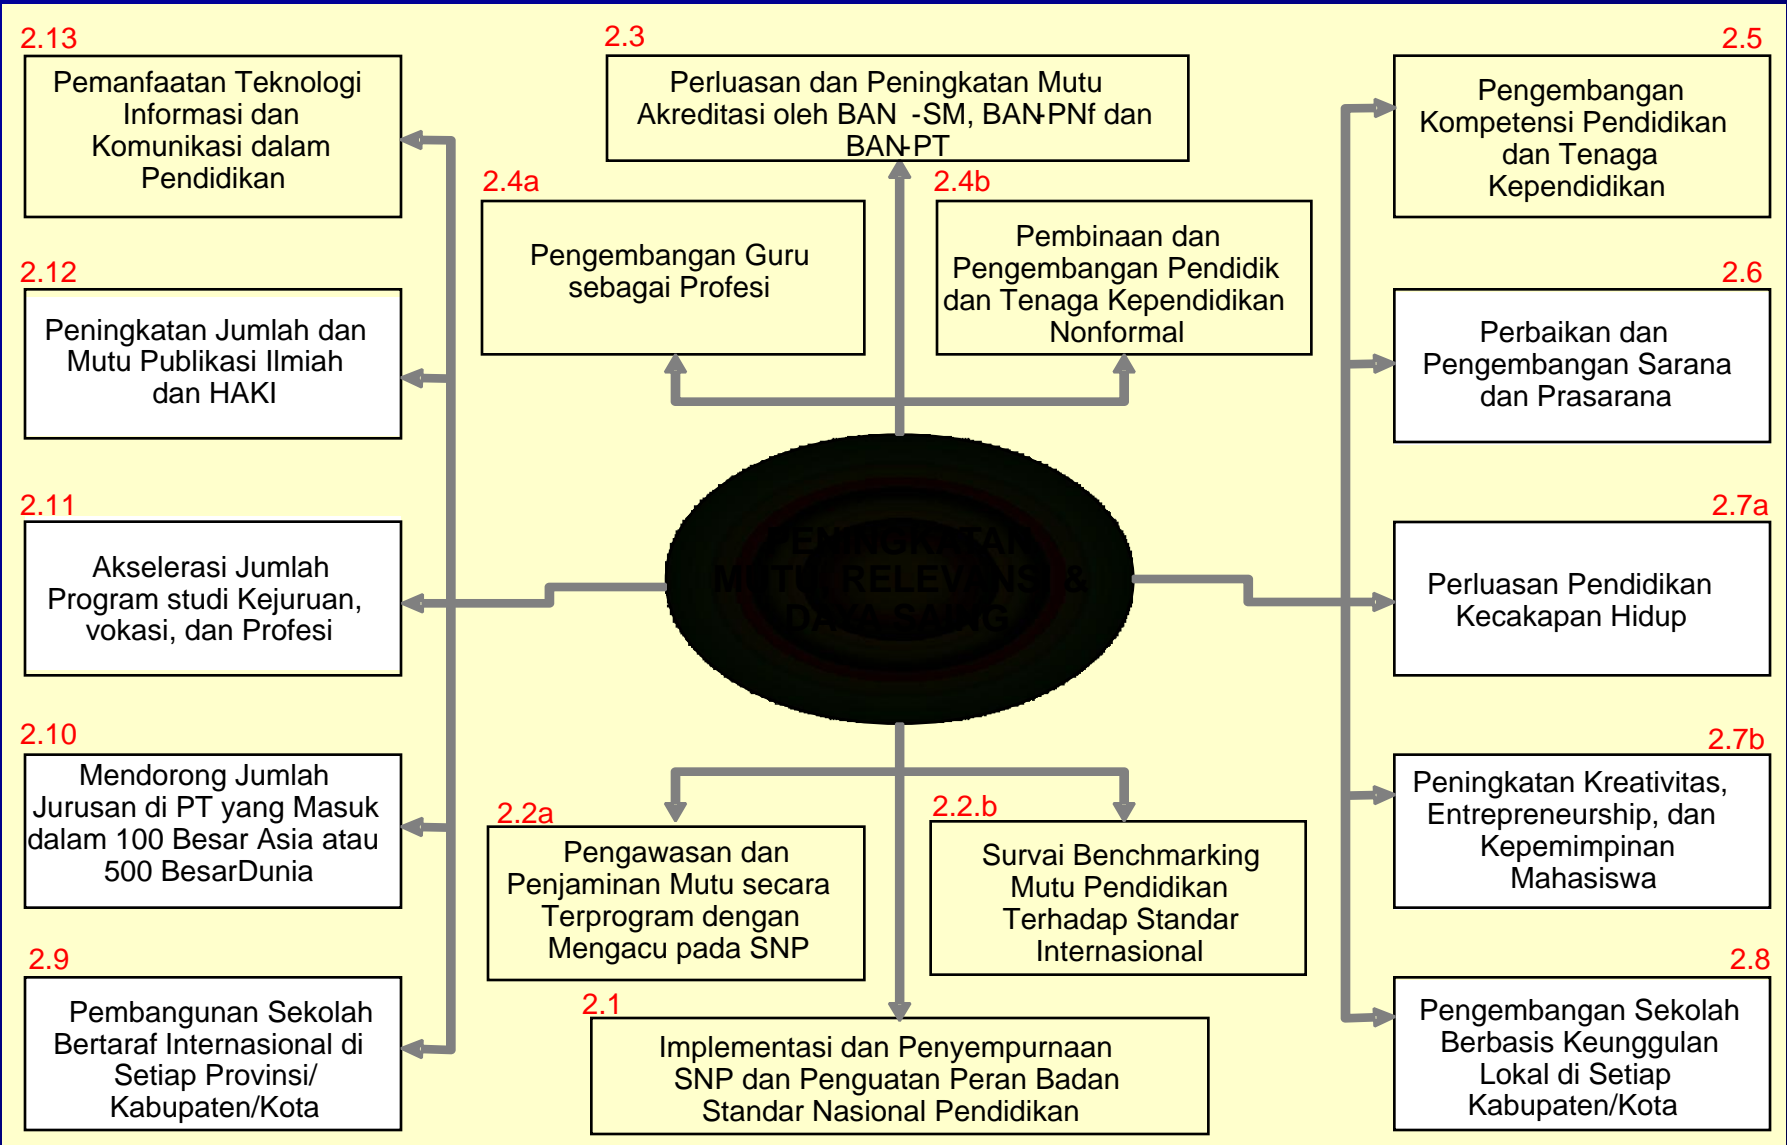 2.13
Pemanfaatan Teknologi
Informasi dan
Komunikasi dalam
Pendidikan
2.12
Peningkatan Jumlah dan
Mutu Publikasi Ilmiah
dan HAKI
2.11
Akselerasi Jumlah
Program studi Kejuruan,
vokasi, dan Profesi
2.10
Mendorong Jumlah
Jurusan di PT yang Masuk
dalam 100 Besar Asia atau
500 BesarDunia
2.9
Pembangunan Sekolah
Bertaraf Internasional di
Setiap Provinsi/
Kabupaten/Kota
2.3
Perluasan dan Peningkatan Mutu
Akreditasi oleh BAN -SM, BAN-PNf dan
BAN-PT
2.4a
Pengembangan Guru
sebagai Profesi
2.4b
Pembinaan dan
Pengembangan Pendidik
dan Tenaga Kependidikan
Nonformal
PENINGKATAN
MUTU, RELEVANSI &
DAYA SAING
2.2a
Pengawasan dan
Penjaminan Mutu secara
Terprogram dengan
Mengacu pada SNP
2.2.b
Survai Benchmarking
Mutu Pendidikan
Terhadap Standar
Internasional
2.1
Implementasi dan Penyempurnaan
SNP dan Penguatan Peran Badan
Standar Nasional Pendidikan
2.5
Pengembangan
Kompetensi Pendidikan
dan Tenaga
Kependidikan
2.6
Perbaikan dan
Pengembangan Sarana
dan Prasarana
2.7a
Perluasan Pendidikan
Kecakapan Hidup
2.7b
Peningkatan Kreativitas,
Entrepreneurship, dan
Kepemimpinan
Mahasiswa
2.8
Pengembangan Sekolah
Berbasis Keunggulan
Lokal di Setiap
Kabupaten/Kota